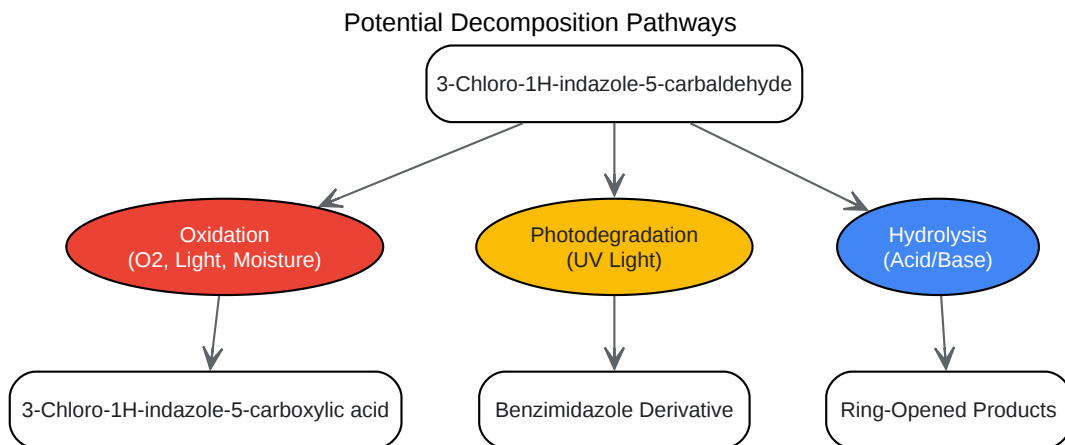 Potential Decomposition Pathways
3-Chloro-1H-indazole-5-carbaldehyde
Oxidation
(O2, Light, Moisture)
Photodegradation
(UV Light)
Hydrolysis
(Acid/Base)
3-Chloro-1H-indazole-5-carboxylic acid
Benzimidazole Derivative
Ring-Opened Products